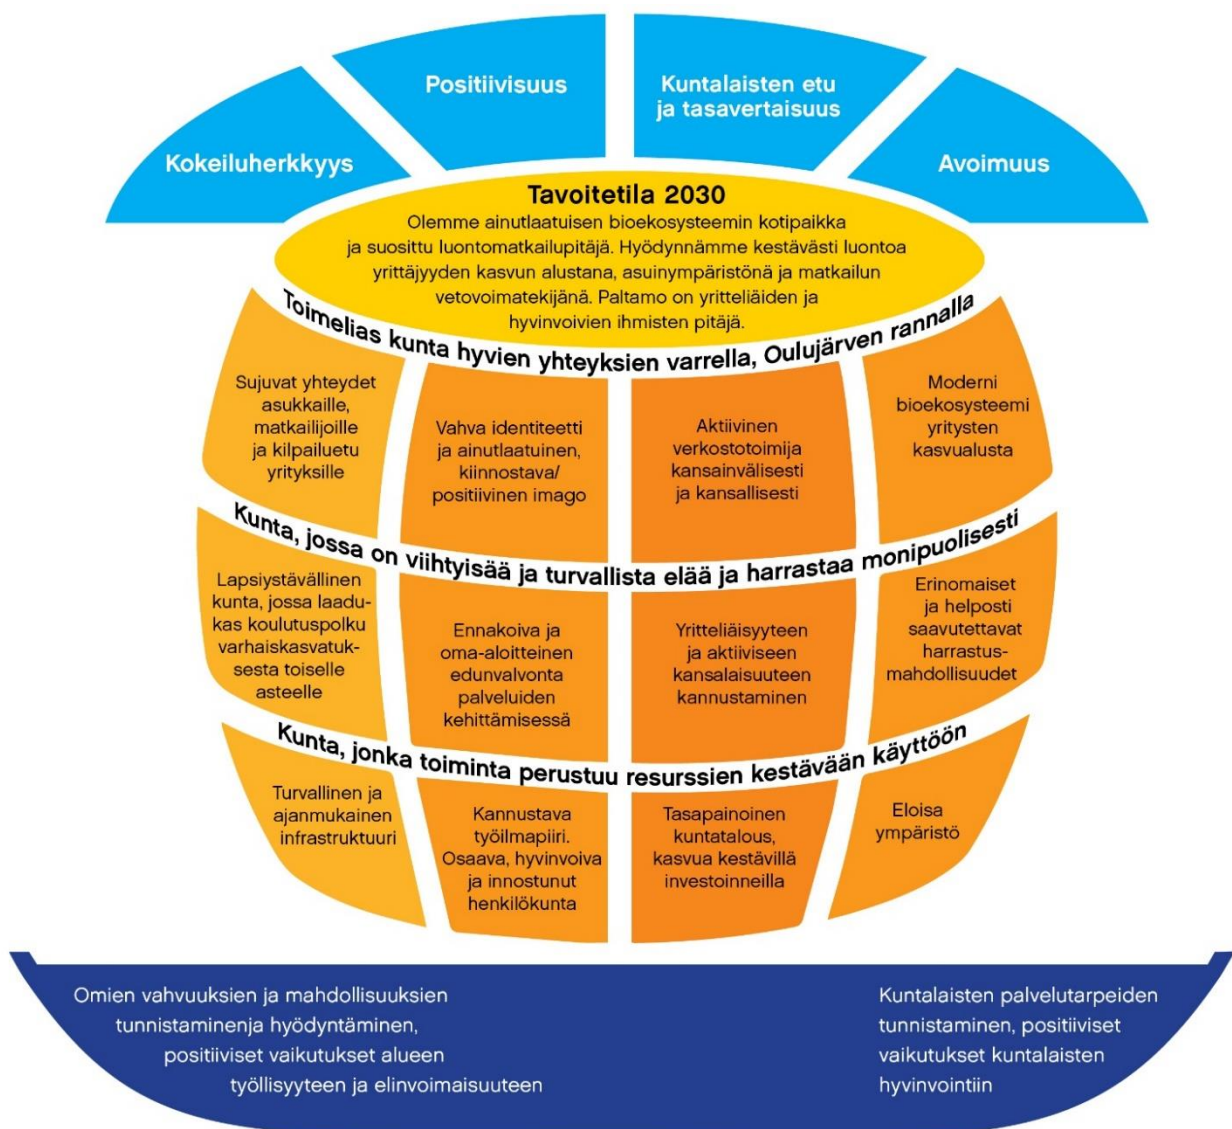 Kokeiluherkkyys
Positiivisuus
Kuntalaisten etu
ja tasavertaisuus
Avoimuus
Tavoitetila 2030
Olemme ainutlaatuisen bioekosysteemin kotipaikka
ja suosittu luontomatkailupitäjä. Hyödynnämme kestävästi luontoa
yrittäjyyden kasvun alustana, asuinympäristönä ja matkailun
vetovoimatekijänä. Paltamo on yritteliäiden ja
hyvinvoivien ihmisten pitäjä.
Toimelias kunta hyvien yhteyksien varrella, Oulujärven rannalla
Sujuvat yhteydet
asukkaille,
matkailijoille
ja kilpailuetu
yrityksille
Vahva identiteetti
ja ainutlaatuinen,
kiinnostava/
positiivinen imago
Aktiivinen
verkostotoimija
kansainvälisesti
ja kansallisesti
Moderni
bioekosysteemi
yritysten
kasvualusta
Kunta, jossa on viihtyisää ja turvallista elää ja harrastaa monipuolisesti
Lapsiystävällinen
kunta, jossa laadu-
kas koulutuspolku
varhaiskasvatuk-
sesta toiselle
asteelle
Ennakoiva ja
oma-aloitteinen
edunvalvonta
palveluiden
kehittämisessä
Yritteliäisyyteen
ja aktiiviseen
kansalaisuuteen
kannustaminen
Erinomaiset
ja helposti
saavutettavat
harrastus-
mahdollisuudet
Kunta, jonka toiminta perustuu resurssien kestävään käyttöön
Turvallinen ja
ajanmukainen
infrastruktuuri
Kannustava
työilmapiiri.
Osaava, hyvinvoiva
ja innostunut
henkilökunta
Tasapainoinen
kuntatalous,
kasvua kestävillä
investoinneilla
Eloisa
ympäristö
Omien vahvuuksien ja mahdollisuuksien
tunnistaminenja hyödyntäminen,
positiiviset vaikutukset alueen
työllisyyteen ja elinvoimaisuuteen
Kuntalaisten palvelutarpeiden
tunnistaminen, positiiviset
vaikutukset kuntalaisten
hyvinvointiin